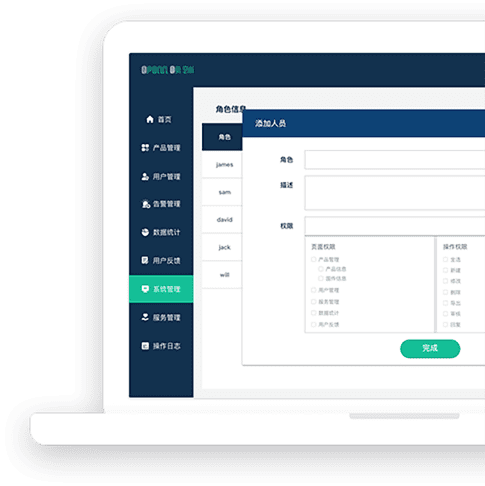 首页
产品管理
用户管理
告警管理
数据统计
用户反馈
系统管理
服务管理
操作日志
角色信息
角色
james
sam
david
jack
will
添加人员
角色
描述
权限
页面权限
产品管理
产品信息
固件信息
用户管理
服务管理
数据统计
用户反馈
操作权限
全选
新建
修改
删除
导出
审核
回复
完成